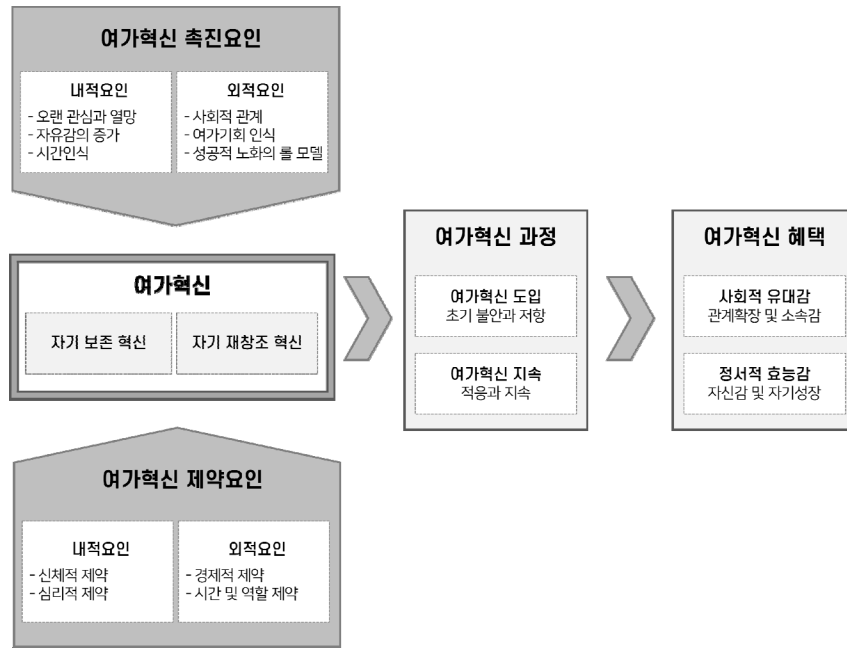 여가혁신 촉진요인
내적요인
- 오랜 관심과 열망
- 자유감의 증가
- 시간인식
외적요인
- 사회적 관계
- 여가기회 인식
- 성공적 노화의 롤 모델
여가혁신
자기 보존 혁신
자기 재창조 혁신
여가혁신 과정
여가혁신 도입
초기 불안과 저항
여가혁신 지속
적응과 지속
여가혁신 혜택
사회적 유대감
관계확장 및 소속감
정서적 효능감
자신감 및 자기성장
여가혁신 제약요인
내적요인
- 신체적 제약
- 심리적 제약
외적요인
- 경제적 제약
- 시간 및 역할 제약